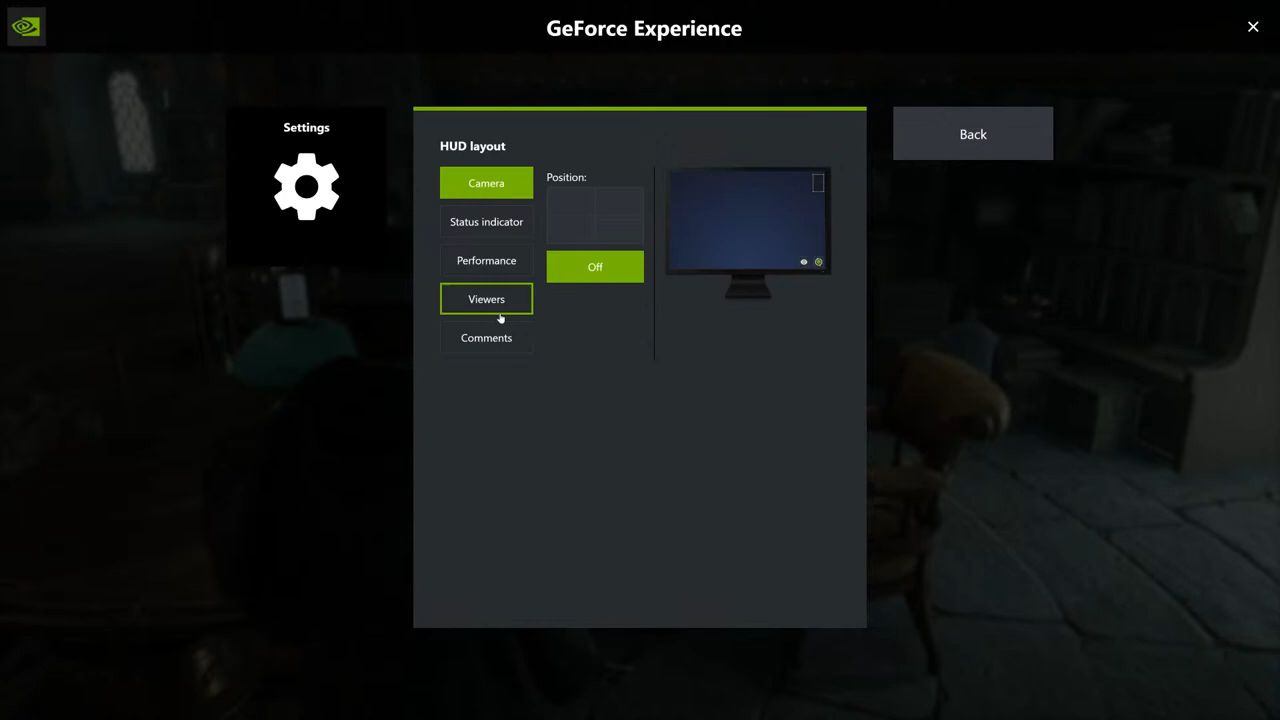 GeForce Experience
Settings
Back
HUD layout
Camera
Position:
Status indicator
Performance
Off
Viewers
Comments